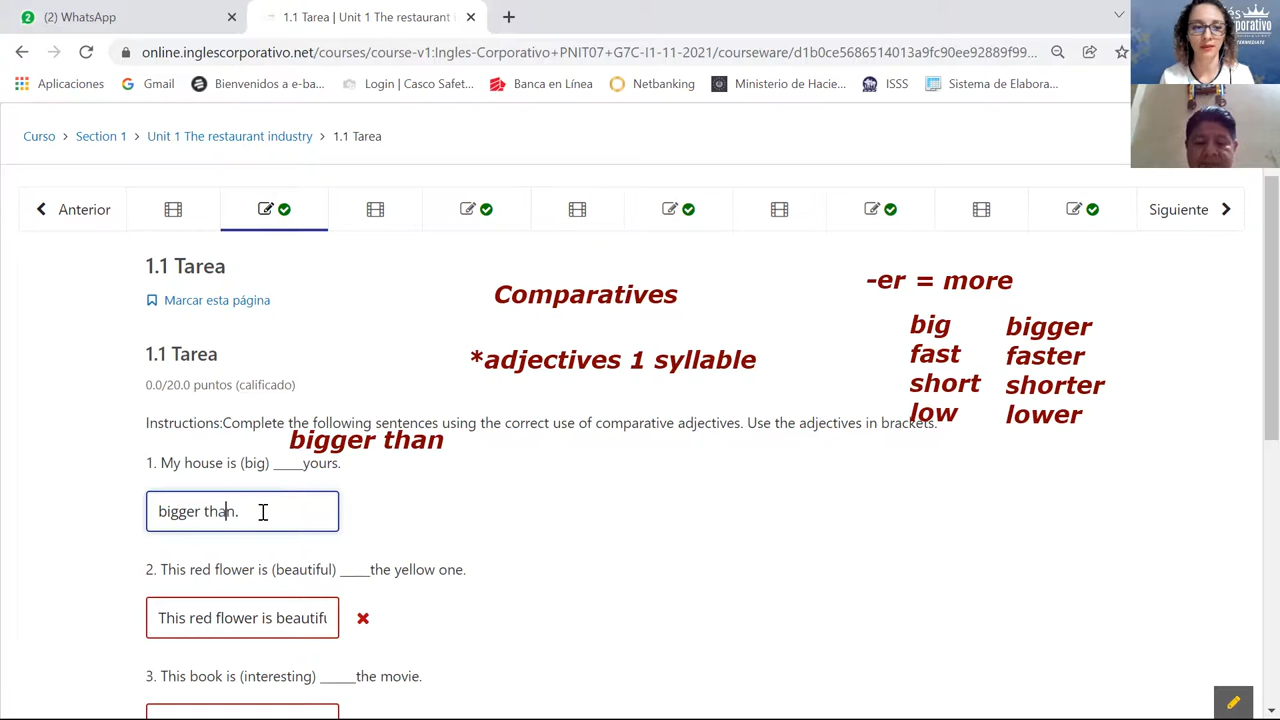 (2) WhatsApp
1.1 Tarea | Unit 1 The restaurant i
online.inglescorporativo.net/courses/course-v1:Ingles-Corporativo+PNIT07+G7C-I1-11-2021/courseware/dce5686514013a9fc90ee92b89f99...
Aplicaciones
Gmail
Bienvenidos a e-ba...
Login | Casco Safet...
Banca en Línea
Netbanking
Ministerio de Hacie...
ISSS
Sistema de Elabora...
Curso > Section 1 > Unit 1 The restaurant industry > 1.1 Tarea
Anterior
Siguiente
1.1 Tarea
Marcar esta página
Comparatives
-er = more
big bigger
fast faster
short shorter
low lower
*adjectives 1 syllable
1.1 Tarea
0.0/20.0 puntos (calificado)
Instructions:Complete the following sentences using the correct use of comparative adjectives. Use the adjectives in brackets.
bigger than
1. My house is (big) ____yours.
bigger than.
2. This red flower is (beautiful) ____the yellow one.
This red flower is beautifu
3. This book is (interesting) _____the movie.